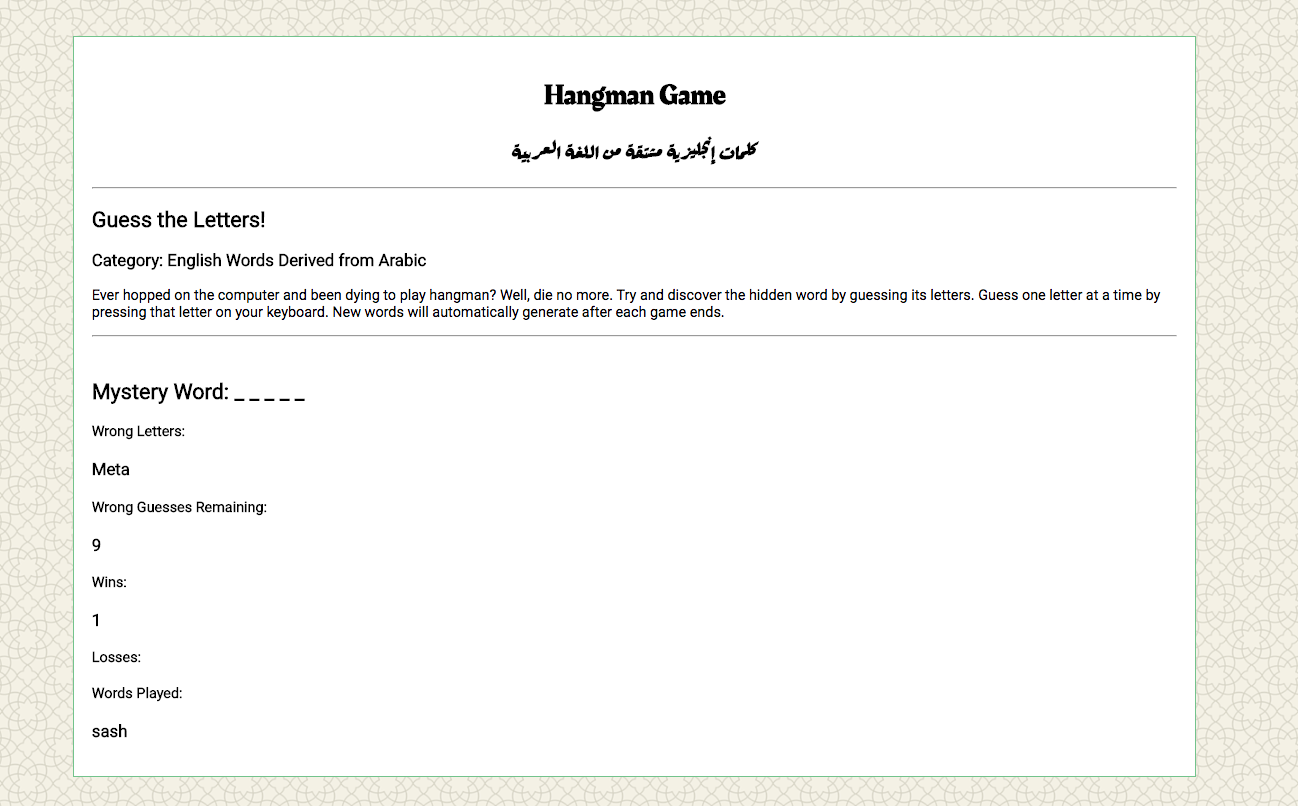 Hangman Game
كلمات إنجليزية مشتقة من اللغة العربية
Guess the Letters!
Category: English Words Derived from Arabic
Ever hopped on the computer and been dying to play hangman? Well, die no more. Try and discover the hidden word by guessing its letters. Guess one letter at a time by
pressing that letter on your keyboard. New words will automatically generate after each game ends.
Mystery Word: _ _ _ _ _
Wrong Letters:
Meta
Wrong Guesses Remaining:
9
Wins:
1
Losses:
Words Played:
sash